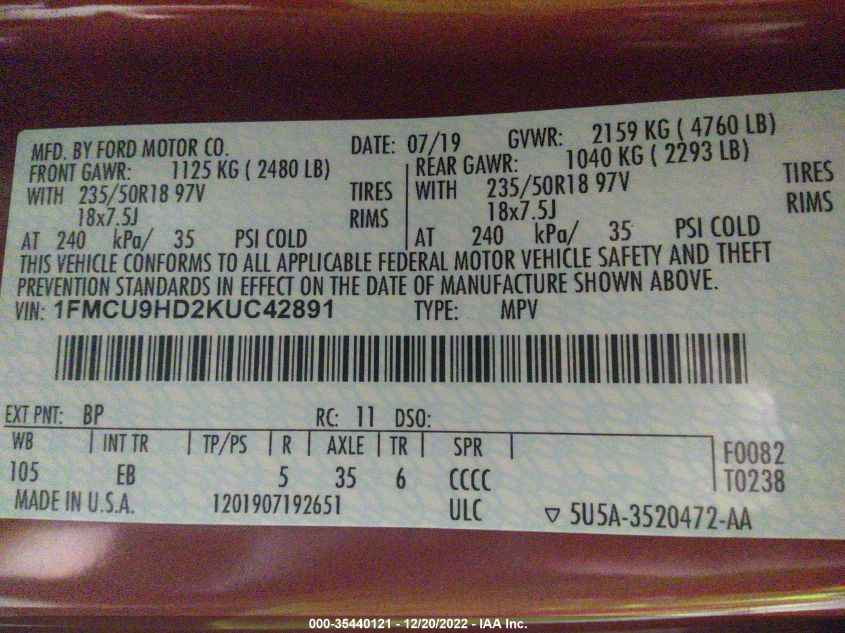 MFD. BY FORD MOTOR CO. DATE: 07/19 GVWR: 2159 KG ( 4760 LB)
FRONT GAWR: 1125 KG ( 2480 LB) REAR GAWR: 1040 KG ( 2293 LB)
WITH 235/50R18 97V TIRES WITH 235/50R18 97V TIRES
18x7.5J RIMS 18x7.5J RIMS
AT 240 kPa/ 35 PSI COLD AT 240 kPa/ 35 PSI COLD
THIS VEHICLE CONFORMS TO ALL APPLICABLE FEDERAL MOTOR VEHICLE SAFETY AND THEFT
PREVENTION STANDARDS IN EFFECT ON THE DATE OF MANUFACTURE SHOWN ABOVE.
VIN: 1FMCU9HD2KUC42891 TYPE: MPV
EXT PNT: BP RC: 11 DSO:
WB INT TR TP/PS R AXLE TR SPR F0082
105 EB 5 35 6 CCCC T0238
MADE IN U.S.A. 1201907192651 ULC ▽ 5U5A-3520472-AA
000-35440121 - 12/20/2022 - IAA Inc.